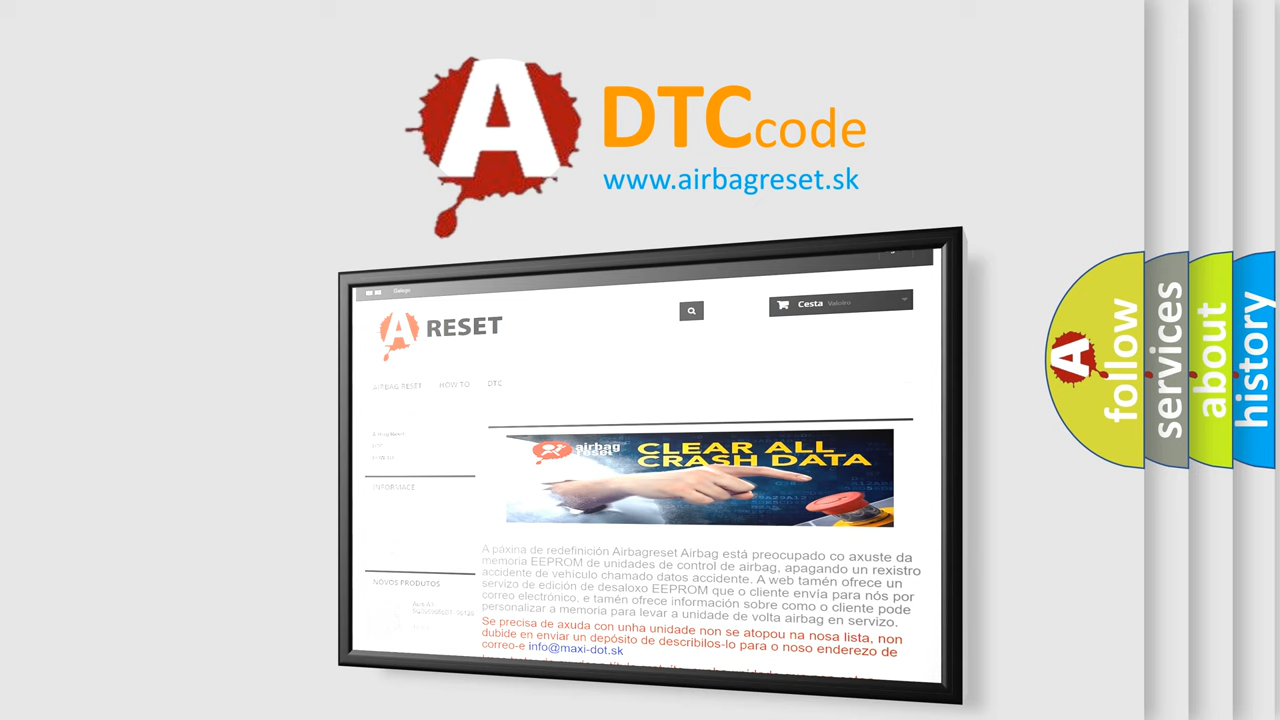 A
DTCcode
www.airbagreset.sk
Galego
A RESET
Cesta Valoiro
AIRBAG RESET HOW TO DTC
INFORMACE
airbag
reset
CLEAR ALL
CRASH DATA
A páxina de redefinición Airbagreset Airbag está preocupado co axuste da
memoria EEPROM de unidades de control de airbag, apagando un rexistro
accidente de vehículo chamado datos accidente. A web tamén ofrece un
servizo de edición de desaloxo EEPROM que o cliente envía para nós por
correo electrónico, e tamén ofrece información sobre como o cliente pode
personalizar a memoria para levar a unidade de volta airbag en servizo.
Se precisa de axuda con unha unidade non se atopou na nosa lista, non
dubide en enviar un depósito de describilos-lo para o noso enderezo de
correo-e info@maxi-dot.sk
NOVOS PRODUTOS
A
follow
services
about
history